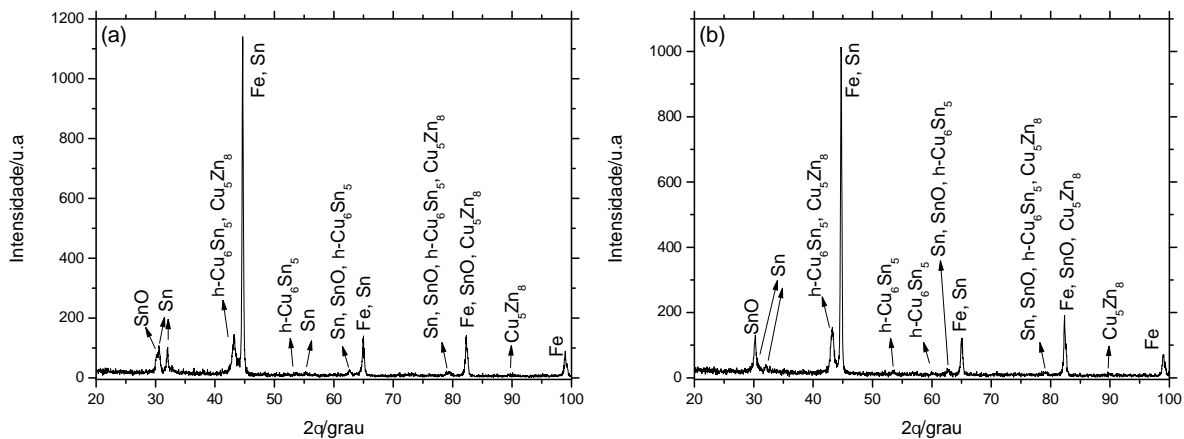 (a)
Intensidade/u.a
1200
1000
800
600
400
200
0
SnO
Sn
h-Cu6Sn5, Cu5Zn8
Fe, Sn
h-Cu6Sn5
Sn
Sn, SnO, h-Cu6Sn5
Fe, Sn
Sn, SnO, h-Cu6Sn5, Cu5Zn8
Fe, SnO, Cu5Zn8
Cu5Zn8
Fe
20 30 40 50 60 70 80 90 100
2q/grau
(b)
Intensidade/u.a
1000
800
600
400
200
0
SnO
Sn
h-Cu6Sn5, Cu5Zn8
Fe, Sn
h-Cu6Sn5
h-Cu6Sn5
Sn, SnO, h-Cu6Sn5
Fe, Sn
Sn, SnO, h-Cu6Sn5, Cu5Zn8
Fe, SnO, Cu5Zn8
Cu5Zn8
Fe
20 30 40 50 60 70 80 90 100
2q/grau